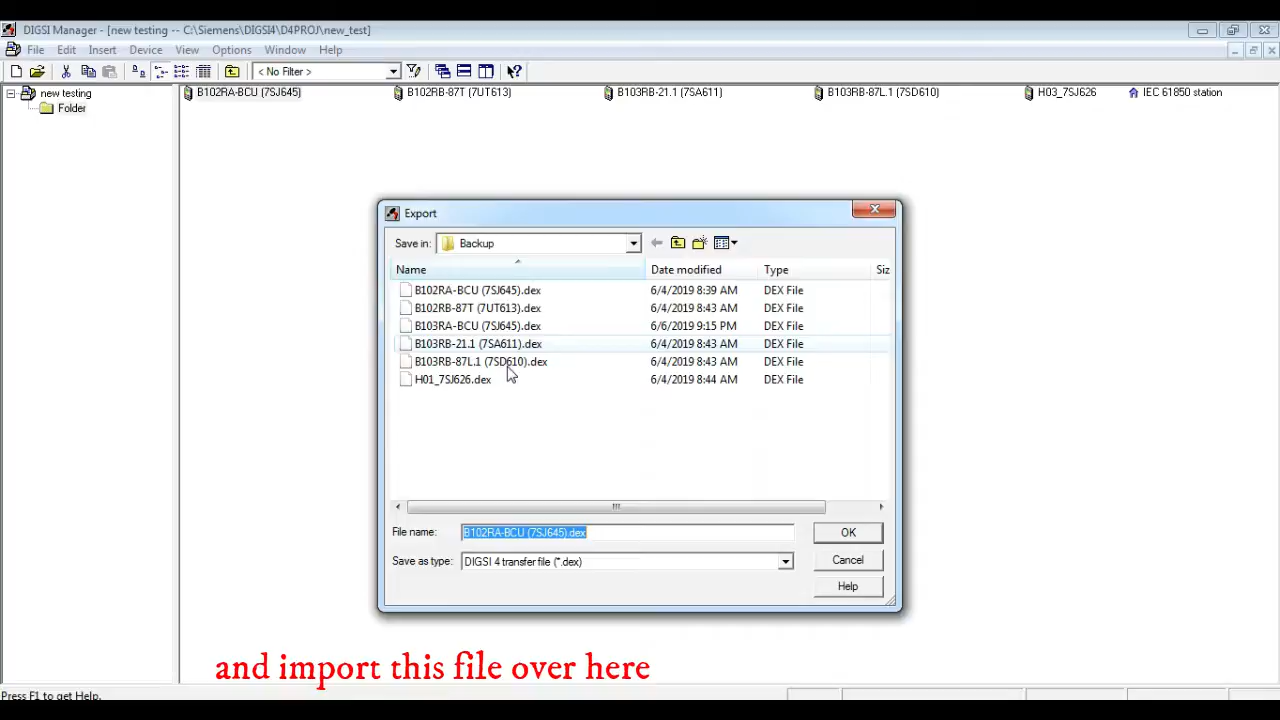 DIGSI Manager - [new testing -- C:\Siemens\DIGSI4\D4PROJ\new_test]
File Edit Insert Device View Options Window Help
< No Filter >
new testing
Folder
B102RA-BCU (7SJ645) B102RB-87T (7UT613) B103RB-21.1 (7SA611) B103RB-87L.1 (7SD610) H03_7SJ626 IEC 61850 station
Export
Save in: Backup
Name Date modified Type Siz
B102RA-BCU (7SJ645).dex 6/4/2019 8:39 AM DEX File
B102RB-87T (7UT613).dex 6/4/2019 8:43 AM DEX File
B103RA-BCU (7SJ645).dex 6/6/2019 9:15 PM DEX File
B103RB-21.1 (7SA611).dex 6/4/2019 8:43 AM DEX File
B103RB-87L.1 (7SD610).dex 6/4/2019 8:43 AM DEX File
H01_7SJ626.dex 6/4/2019 8:44 AM DEX File
File name: B102RA-BCU (7SJ645).dex OK
Save as type: DIGSI 4 transfer file (*.dex) Cancel
Help
and import this file over here
Press F1 to get Help.